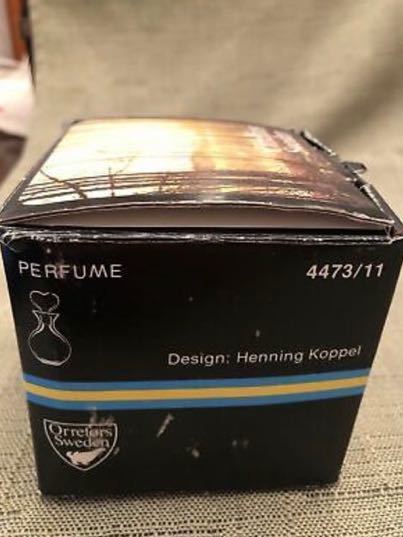 PERFUME
4473/11
Design: Henning Koppel
Orrefors
Sweden